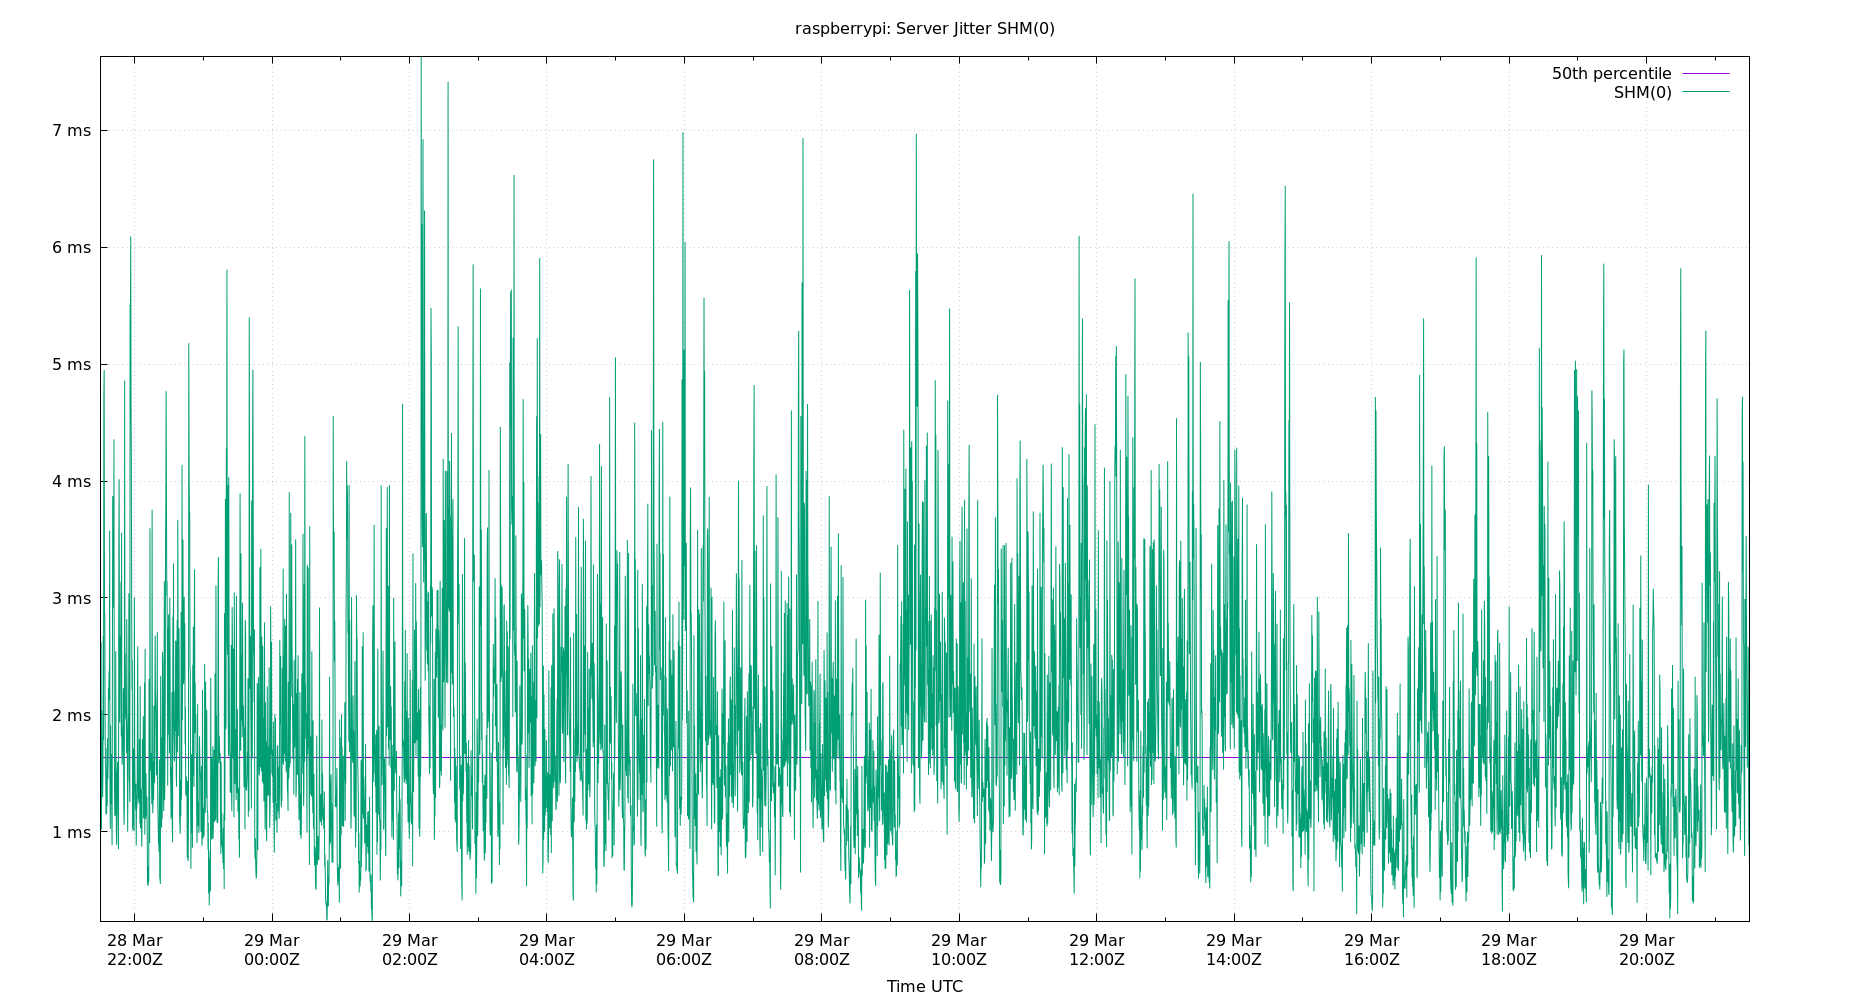 raspberrypi: Server Jitter SHM(0)
50th percentile
SHM(0)
7 ms
6 ms
5 ms
4 ms
3 ms
2 ms
1 ms
28 Mar 29 Mar 29 Mar 29 Mar 29 Mar 29 Mar 29 Mar 29 Mar 29 Mar 29 Mar 29 Mar 29 Mar
22:00Z 00:00Z 02:00Z 04:00Z 06:00Z 08:00Z 10:00Z 12:00Z 14:00Z 16:00Z 18:00Z 20:00Z
Time UTC